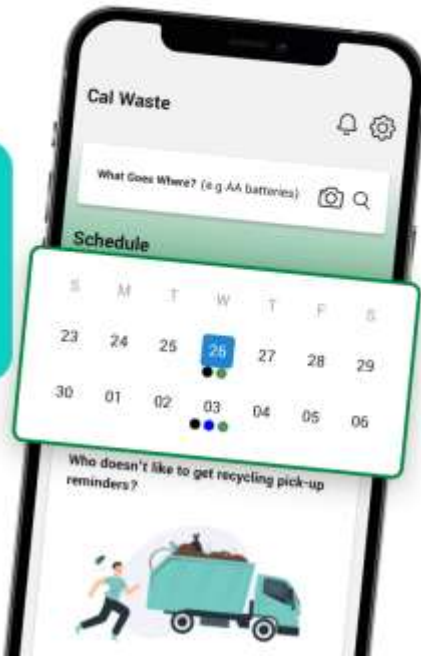 Cal Waste
What Goes Where? (e.g AA batteries)
Schedule
S M T W T F S
23 24 25 26 27 28 29
30 01 02 03 04 05 06
Who doesn't like to get recycling pick-up
reminders?